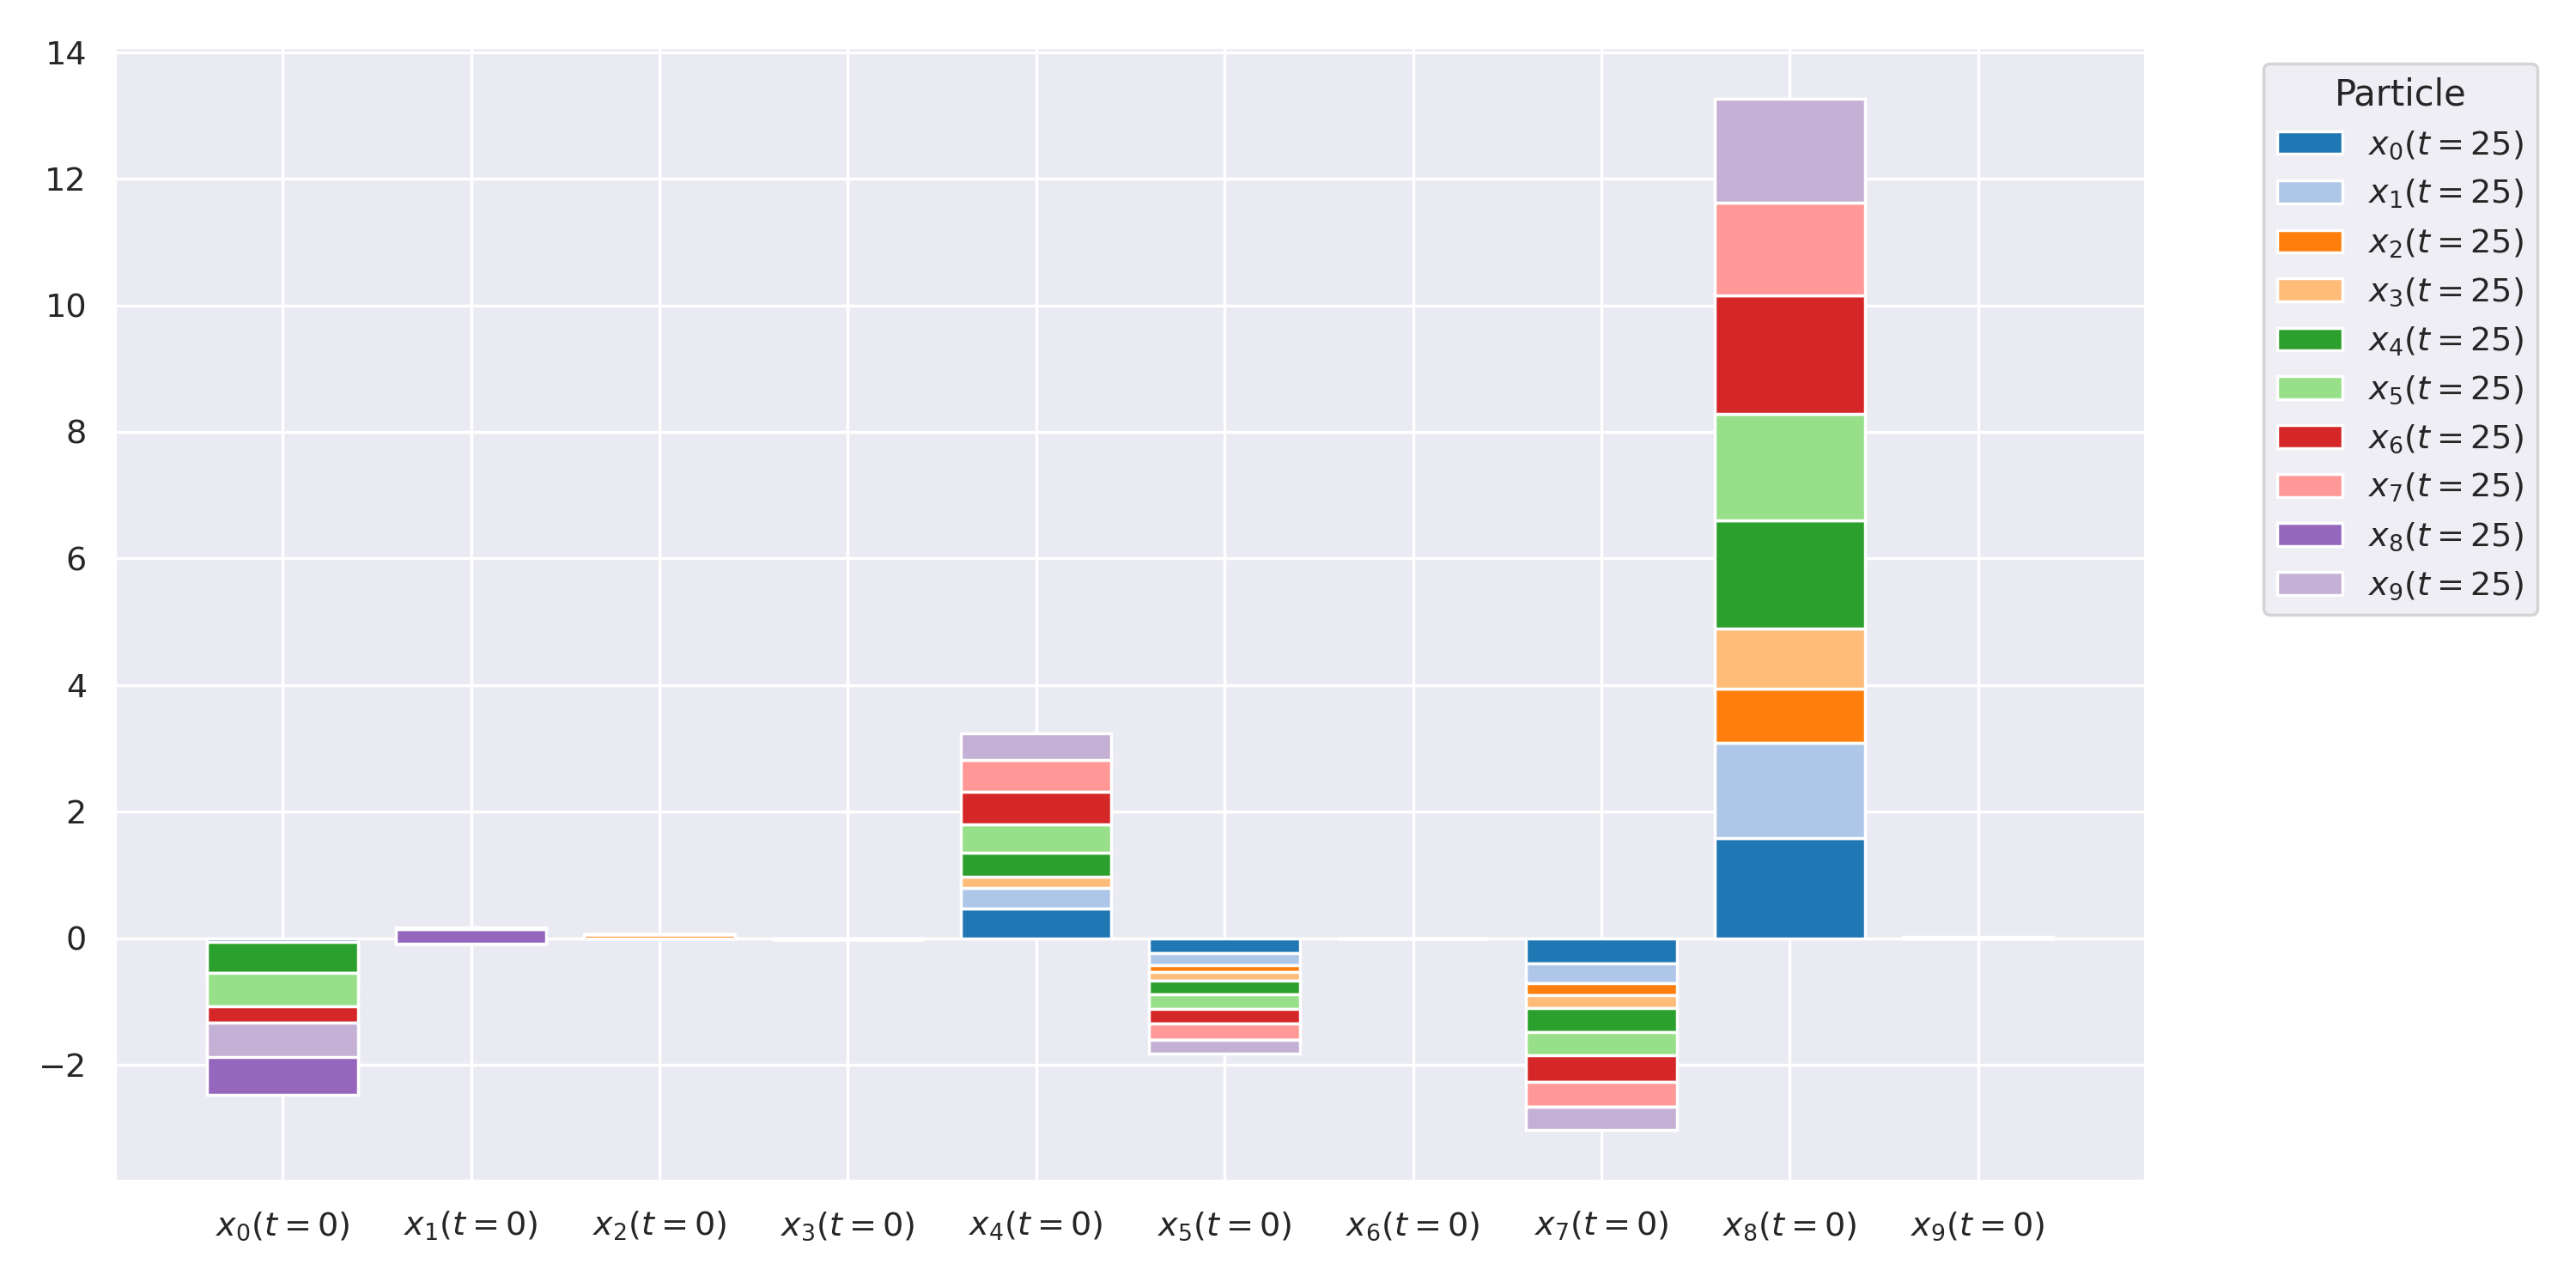 14
12
10
8
6
4
2
0
−2
x₀(t = 0) x₁(t = 0) x₂(t = 0) x₃(t = 0) x₄(t = 0) x₅(t = 0) x₆(t = 0) x₇(t = 0) x₈(t = 0) x₉(t = 0)
Particle
x₀(t = 25)
x₁(t = 25)
x₂(t = 25)
x₃(t = 25)
x₄(t = 25)
x₅(t = 25)
x₆(t = 25)
x₇(t = 25)
x₈(t = 25)
x₉(t = 25)